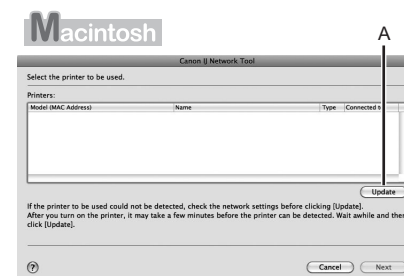 Macintosh
A
Canon IJ Network Tool
Select the printer to be used.
Printers:
Model (MAC Address) Name Type Connected to
Update
If the printer to be used could not be detected, check the network settings before clicking [Update].
After you turn on the printer, it may take a few minutes before the printer can be detected. Wait awhile and then
click [Update].
? Cancel Next